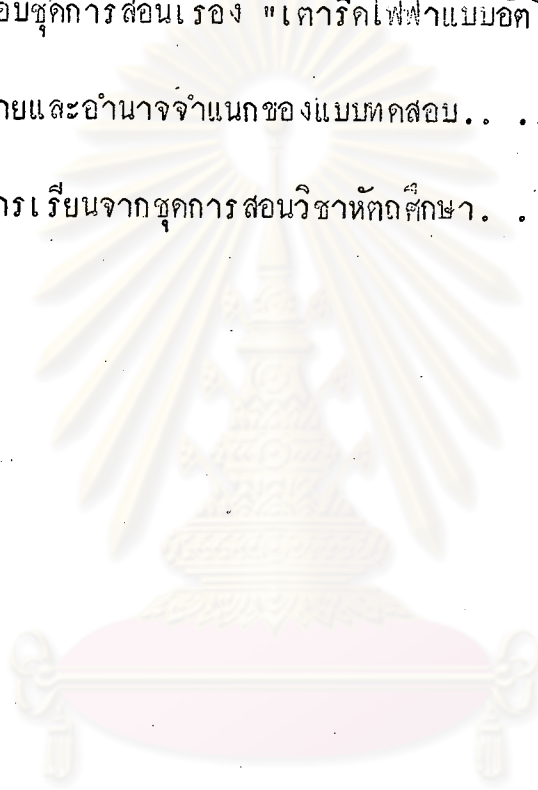 อบชุดการสอนเรื่อง "เตารีดไฟฟ้าแบบอัตโ
ายและอำนาจจำแนกของแบบทดสอบ.. .
ารเรียนจากชุดการสอนวิชาหัตถศึกษา. .